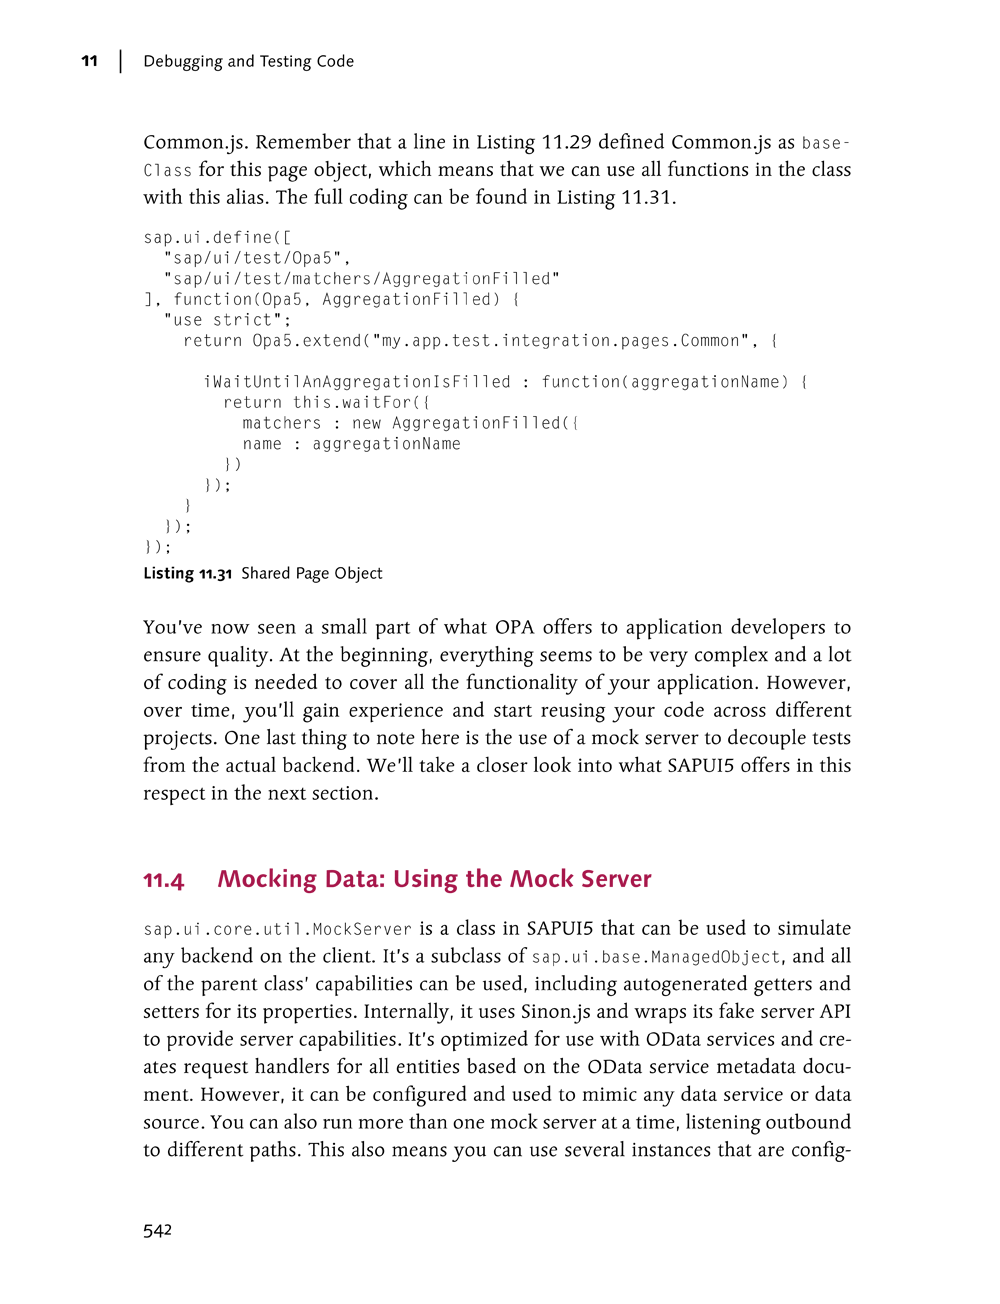 11 | Debugging and Testing Code
Common.js. Remember that a line in Listing 11.29 defined Common.js as base-
Class for this page object, which means that we can use all functions in the class
with this alias. The full coding can be found in Listing 11.31.
sap.ui.define([
  "sap/ui/test/Opa5",
  "sap/ui/test/matchers/AggregationFilled"
], function(Opa5, AggregationFilled) {
  "use strict";
    return Opa5.extend("my.app.test.integration.pages.Common", {
      iWaitUntilAnAggregationIsFilled : function(aggregationName) {
        return this.waitFor({
          matchers : new AggregationFilled({
          name : aggregationName
        })
      });
    }
  });
});
Listing 11.31 Shared Page Object
You've now seen a small part of what OPA offers to application developers to
ensure quality. At the beginning, everything seems to be very complex and a lot
of coding is needed to cover all the functionality of your application. However,
over time, you'll gain experience and start reusing your code across different
projects. One last thing to note here is the use of a mock server to decouple tests
from the actual backend. We'll take a closer look into what SAPUI5 offers in this
respect in the next section.
11.4 Mocking Data: Using the Mock Server
sap.ui.core.util.MockServer is a class in SAPUI5 that can be used to simulate
any backend on the client. It's a subclass of sap.ui.base.ManagedObject, and all
of the parent class' capabilities can be used, including autogenerated getters and
setters for its properties. Internally, it uses Sinon.js and wraps its fake server API
to provide server capabilities. It's optimized for use with OData services and cre-
ates request handlers for all entities based on the OData service metadata docu-
ment. However, it can be configured and used to mimic any data service or data
source. You can also run more than one mock server at a time, listening outbound
to different paths. This also means you can use several instances that are config-
542